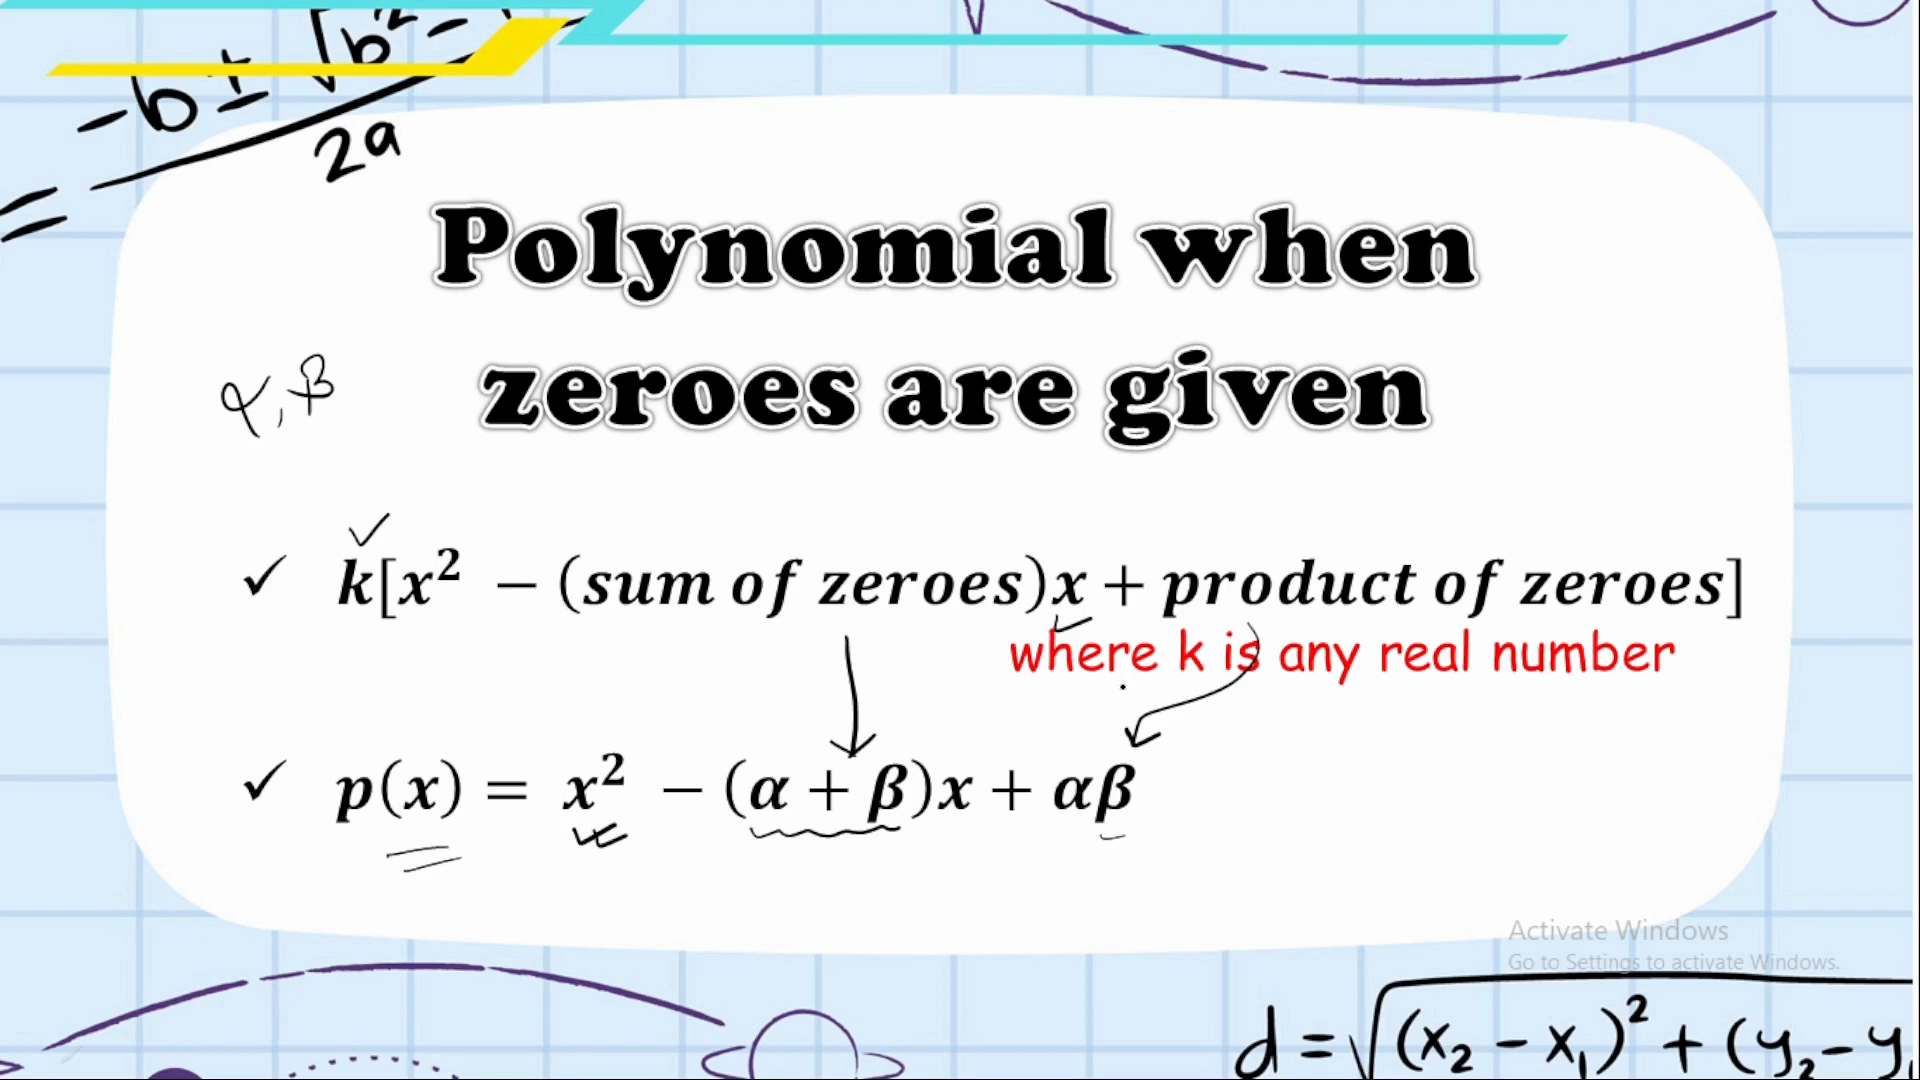 -b ± √b² -
2a
=
Polynomial when
zeroes are given
α, β
✓ k[x² − (sum of zeroes)x + product of zeroes]
where k is any real number
✓ p(x) = x² − (α + β)x + αβ
Activate Windows
Go to Settings to activate Windows.
d = √(x₂ - x₁)² + (y₂ - y₁